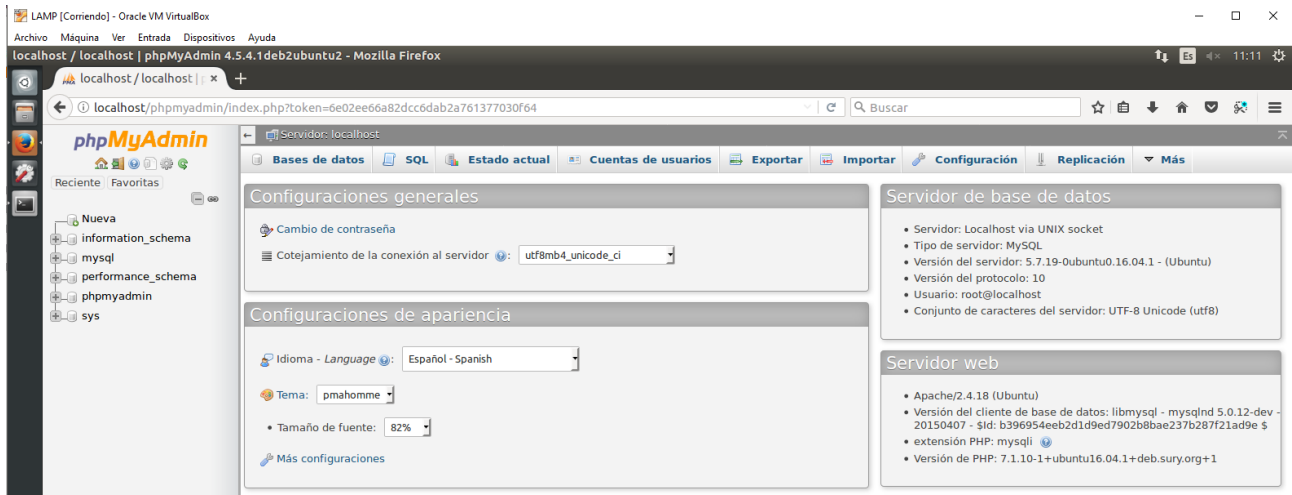 LAMP [Corriendo] - Oracle VM VirtualBox
Archivo Máquina Ver Entrada Dispositivos Ayuda
localhost / localhost | phpMyAdmin 4.5.4.1deb2ubuntu2 - Mozilla Firefox
Es 11:11
localhost / localhost | p
localhost/phpmyadmin/index.php?token=6e02ee66a82dcc6dab2a761377030f64
Buscar
phpMyAdmin
Reciente Favoritas
Nueva
information_schema
mysql
performance_schema
phpmyadmin
sys
Servidor: localhost
Bases de datos SQL Estado actual Cuentas de usuarios Exportar Importar Configuración Replicación Más
Configuraciones generales
Cambio de contraseña
Cotejamiento de la conexión al servidor : utf8mb4_unicode_ci
Configuraciones de apariencia
Idioma - Language : Español - Spanish
Tema: pmahomme
• Tamaño de fuente: 82%
Más configuraciones
Servidor de base de datos
• Servidor: Localhost via UNIX socket
• Tipo de servidor: MySQL
• Versión del servidor: 5.7.19-0ubuntu0.16.04.1 - (Ubuntu)
• Versión del protocolo: 10
• Usuario: root@localhost
• Conjunto de caracteres del servidor: UTF-8 Unicode (utf8)
Servidor web
• Apache/2.4.18 (Ubuntu)
• Versión del cliente de base de datos: libmysql - mysqlnd 5.0.12-dev -
20150407 - $Id: b396954eeb2d1d9ed7902b8bae237b287f21ad9e $
• extensión PHP: mysqli
• Versión de PHP: 7.1.10-1+ubuntu16.04.1+deb.sury.org+1